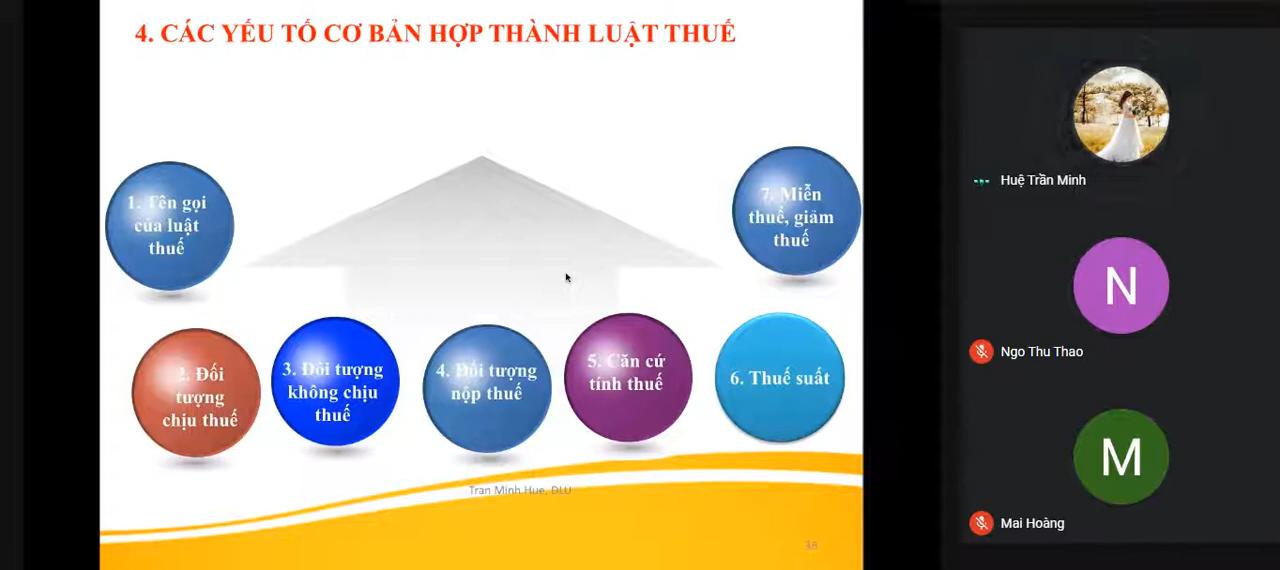 4. CÁC YẾU TỐ CƠ BẢN HỢP THÀNH LUẬT THUẾ
1. Tên gọi
của luật
thuế
7. Miễn
thuế, giảm
thuế
2. Đối
tượng
chịu thuế
3. Đối tượng
không chịu
thuế
4. Đối tượng
nộp thuế
5. Căn cứ
tính thuế
6. Thuế suất
Tran Minh Hue, DLU
18
Huệ Trần Minh
N
Ngo Thu Thao
M
Mai Hoàng